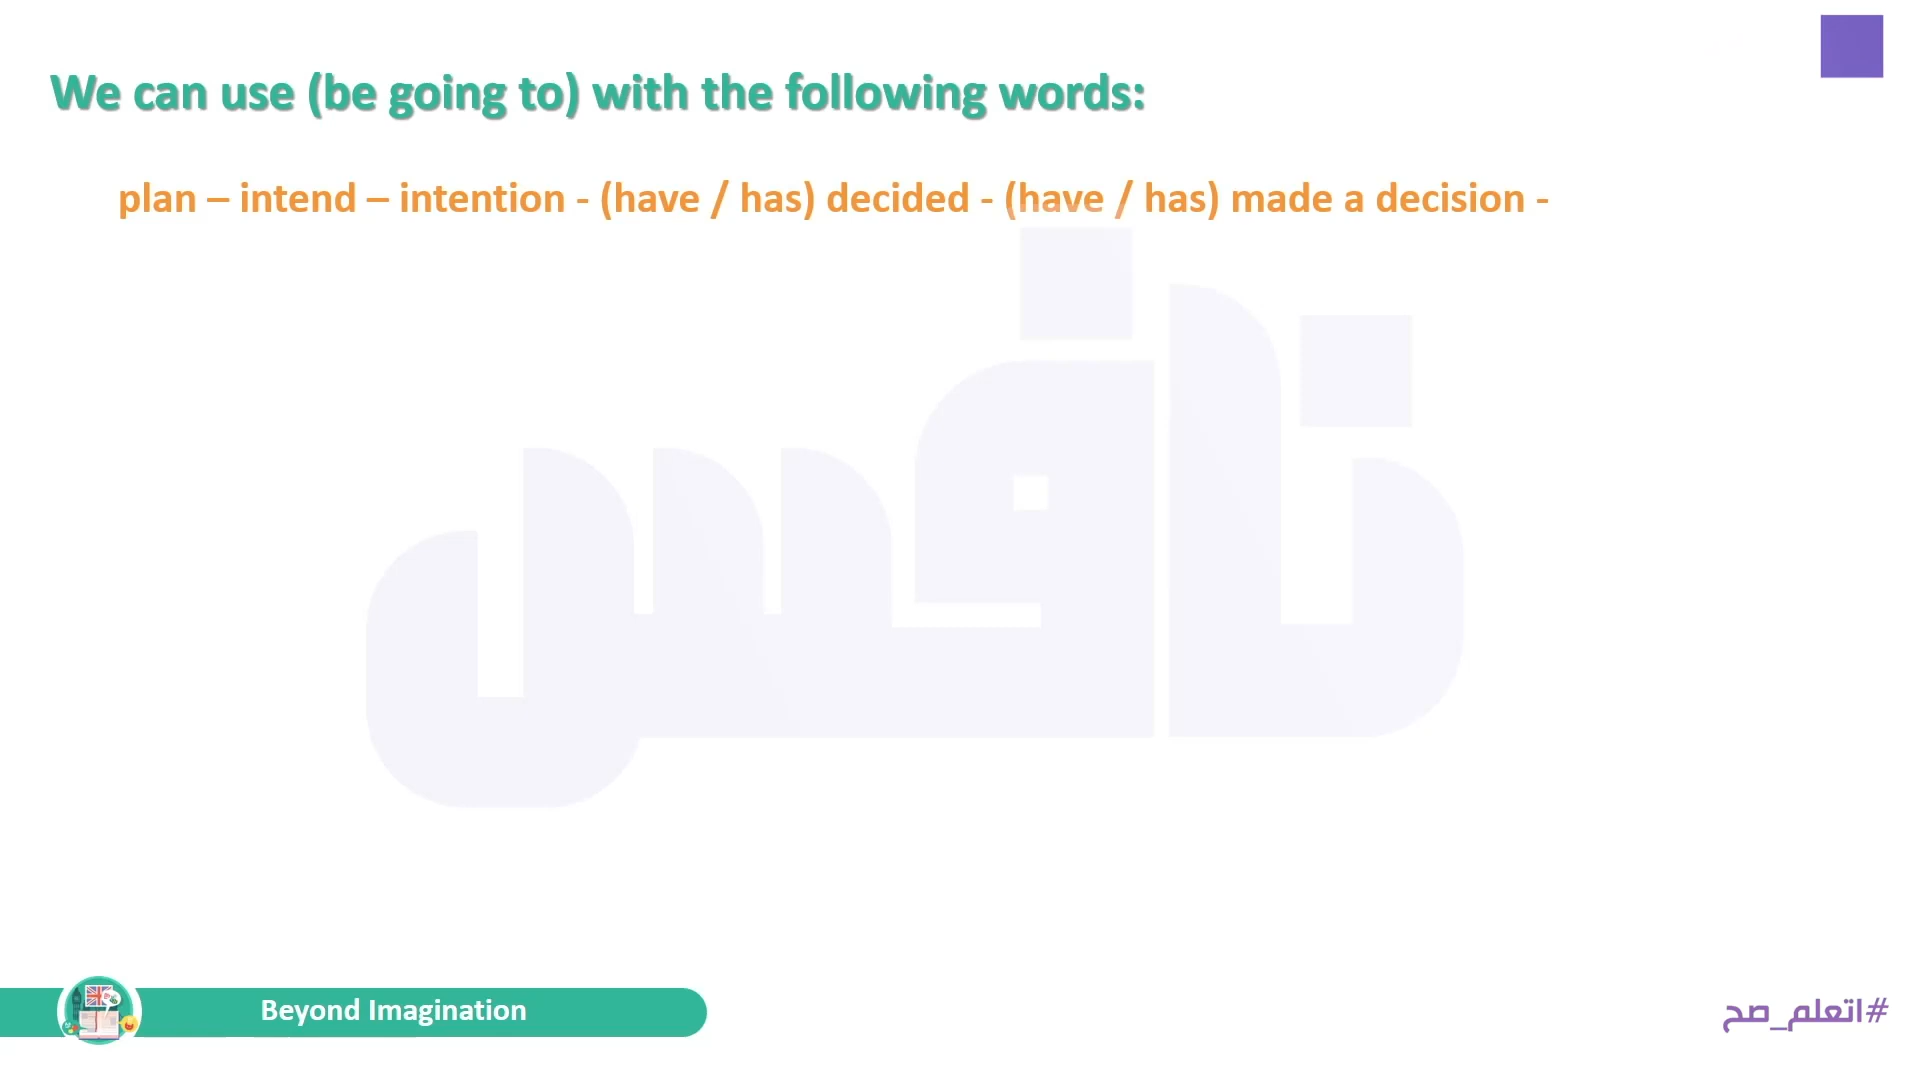 We can use (be going to) with the following words:
plan – intend – intention - (have / has) decided - (have / has) made a decision -
نافس
Beyond Imagination
#اتعلم_صح